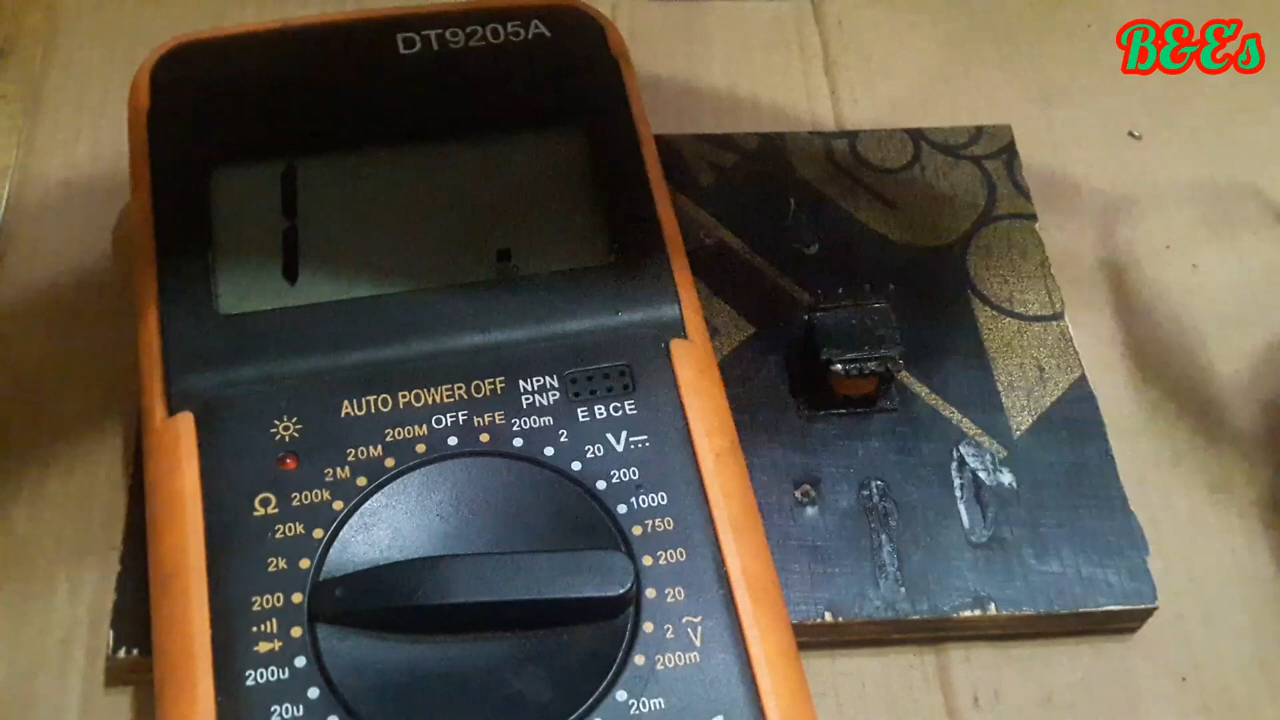 B&Es
DT9205A
1 .
AUTO POWER OFF
NPN
PNP
E B C E
OFF
hFE
200m
2
20
V
200
1000
750
200
20
2
V
200m
20m
200M
20M
2M
Ω
200k
20k
2k
200
200u
20u